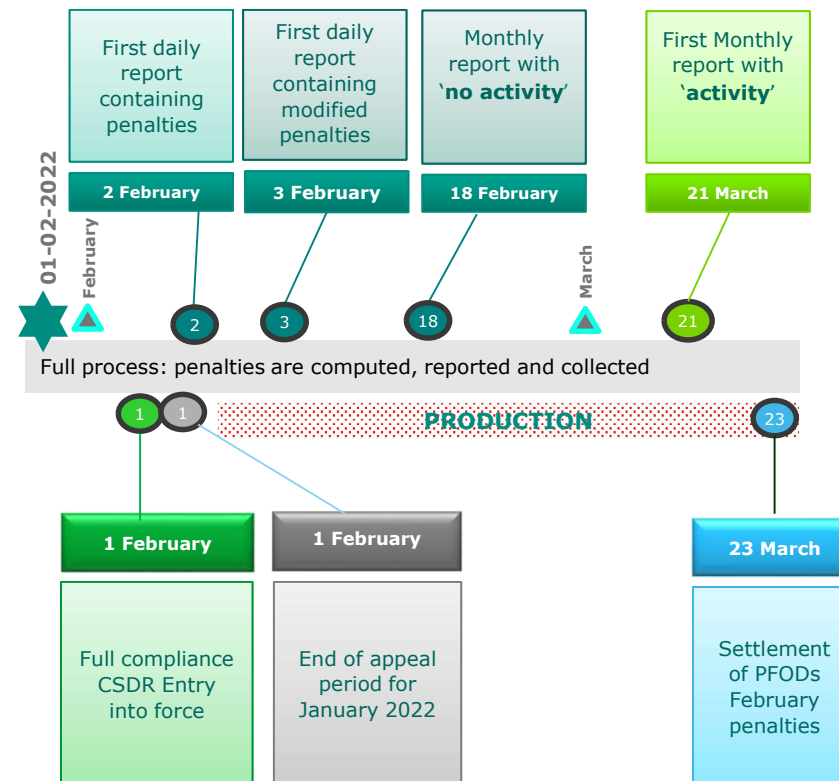 First daily
report
containing
penalties
2 February
First daily
report
containing
modified
penalties
3 February
Monthly
report with
‘no activity’
18 February
First Monthly
report with
‘activity’
21 March
01-02-2022
February
March
2
3
18
21
Full process: penalties are computed, reported and collected
1
1
PRODUCTION
23
1 February
Full compliance
CSDR Entry
into force
1 February
End of appeal
period for
January 2022
23 March
Settlement
of PFODs
February
penalties